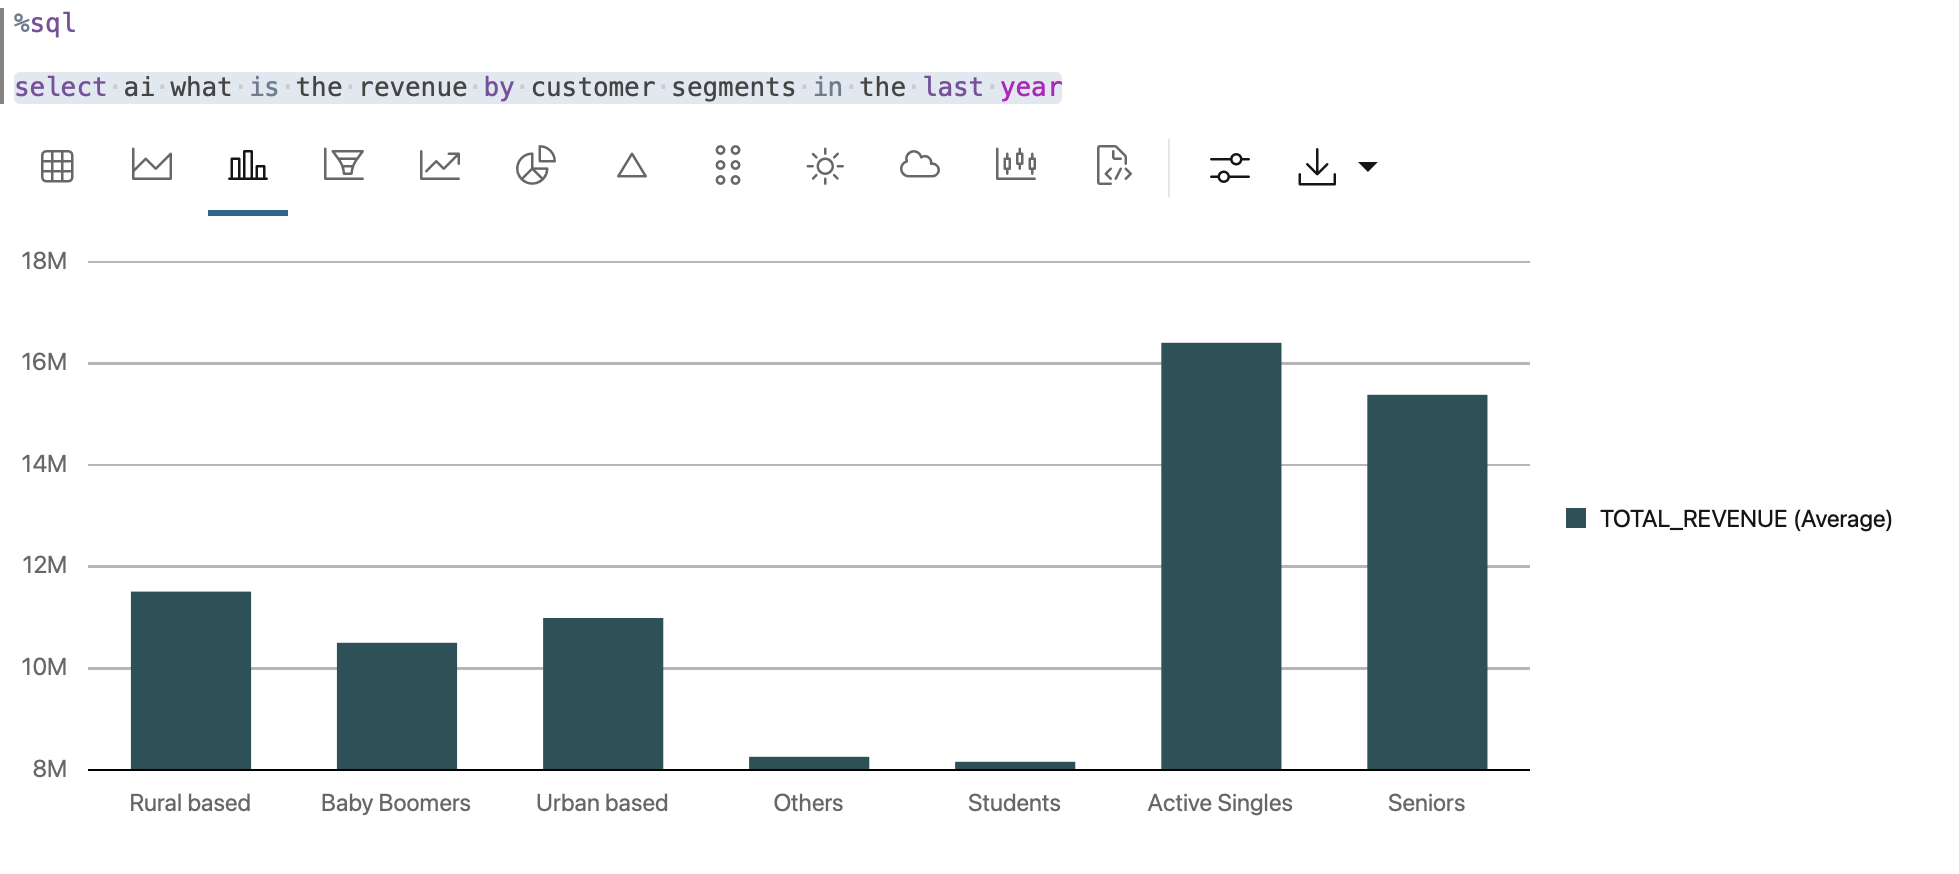 %sql
select ai what is the revenue by customer segments in the last year
18M
16M
14M
12M
10M
8M
Rural based
Baby Boomers
Urban based
Others
Students
Active Singles
Seniors
TOTAL_REVENUE (Average)